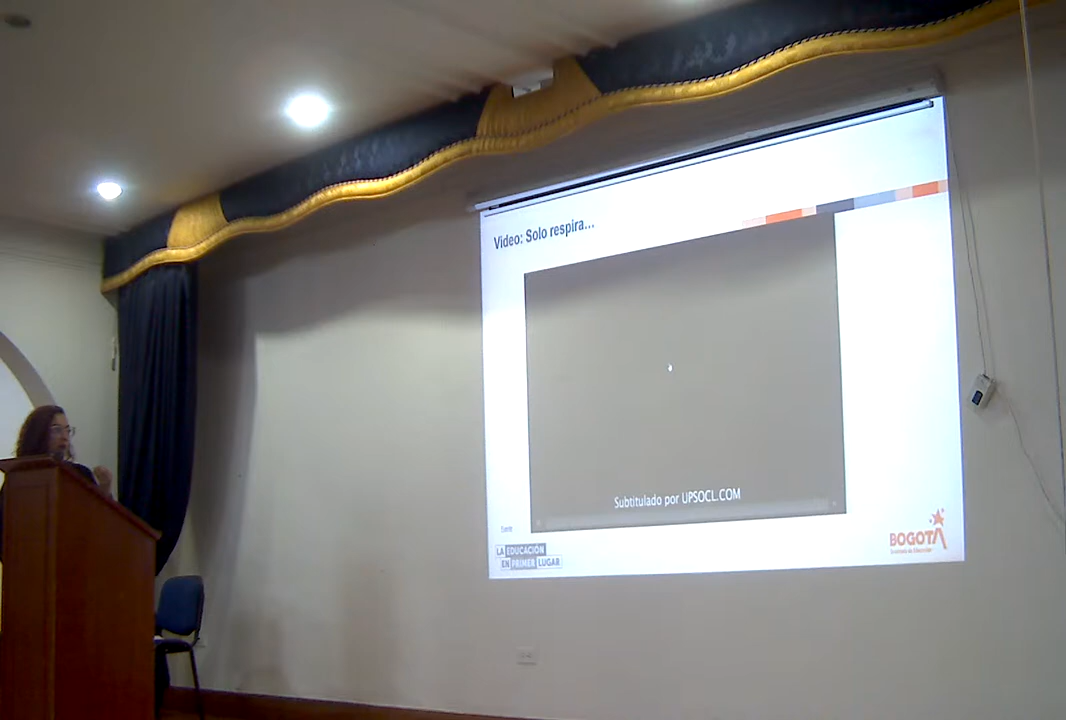 Video: Solo respira...
Subtitulado por UPSOCL.COM
LA EDUCACIÓN
EN PRIMER LUGAR
BOGOTÁ